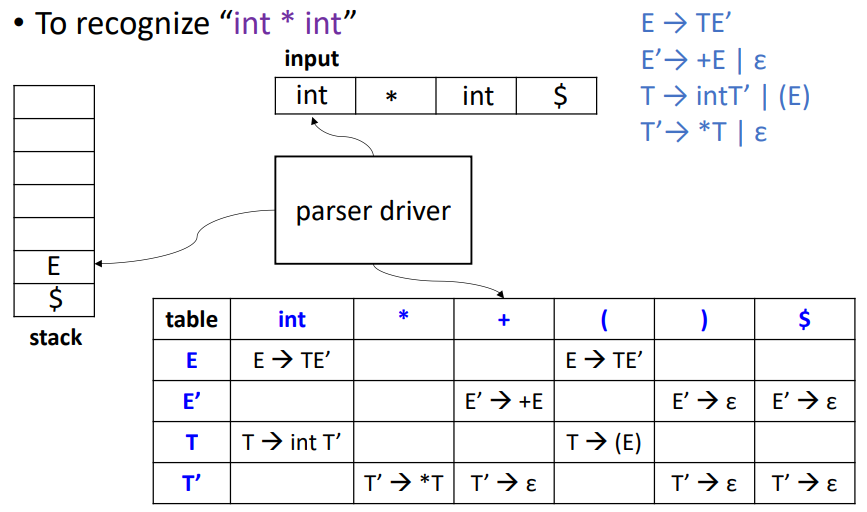 • To recognize “int * int”
input
int * int $
E → TE’
E’→ +E | ε
T → intT’ | (E)
T’→ *T | ε
parser driver
E
$
stack
table int * + ( ) $
E E → TE’ E → TE’
E’ E’ → +E E’ → ε E’ → ε
T T → int T’ T → (E)
T’ T’ → *T T’ → ε T’ → ε T’ → ε